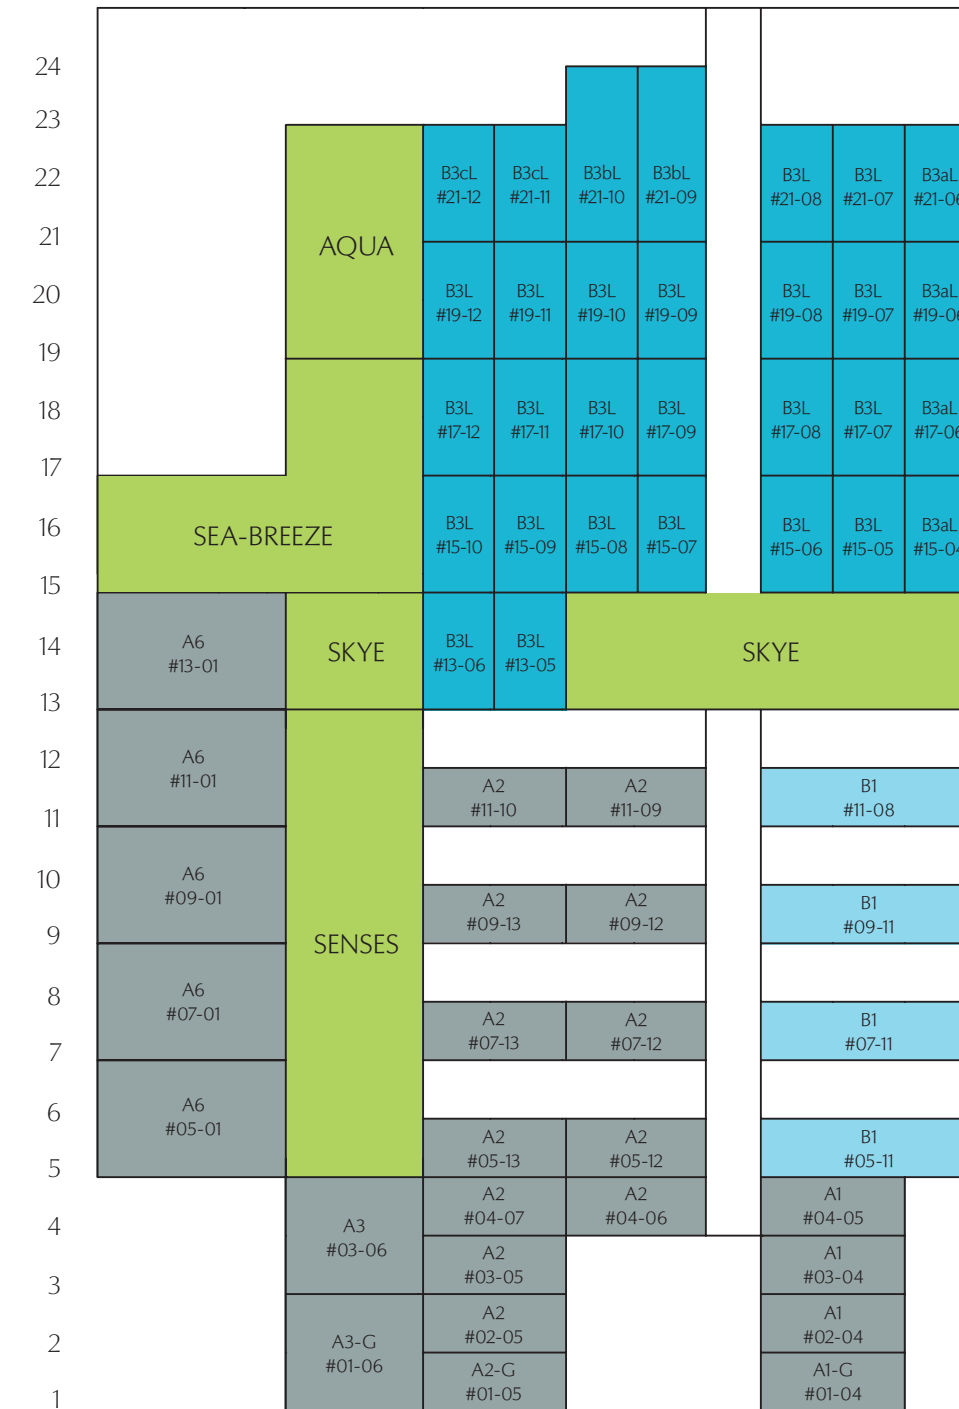 24
23
22
B3cL B3cL B3bL B3bL B3L B3L B3aL
#21-12 #21-11 #21-10 #21-09 #21-08 #21-07 #21-06
21
AQUA
20
B3L B3L B3L B3L B3L B3L B3aL
#19-12 #19-11 #19-10 #19-09 #19-08 #19-07 #19-06
19
18
B3L B3L B3L B3L B3L B3L B3aL
#17-12 #17-11 #17-10 #17-09 #17-08 #17-07 #17-06
17
16
B3L B3L B3L B3L B3L B3L B3aL
SEA-BREEZE
#15-10 #15-09 #15-08 #15-07 #15-06 #15-05 #15-04
15
14
A6 SKYE B3L B3L SKYE
#13-01 #13-06 #13-05
13
12
A6
#11-01
A2 A2 B1
#11-10 #11-09 #11-08
11
10
A6
#09-01
A2 A2 B1
#09-13 #09-12 #09-11
9
SENSES
8
A6
#07-01
A2 A2 B1
#07-13 #07-12 #07-11
7
6
A6
#05-01
A2 A2 B1
#05-13 #05-12 #05-11
5
A2 A2 A1
#04-07 #04-06 #04-05
4
A3
#03-06
A2 A1
#03-05 #03-04
3
A2 A1
#02-05 #02-04
2
A3-G
#01-06
A2-G A1-G
#01-05 #01-04
1